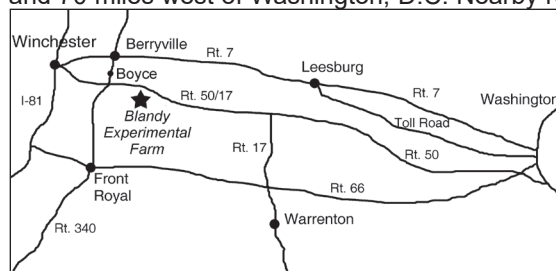 and 70 miles west of Washington, D.C. Nearby
Winchester
Berryville
Rt. 7
Boyce
Leesburg
Rt. 7
I-81
Rt. 50/17
Washington
Blandy
Experimental
Farm
Toll Road
Rt. 17
Rt. 50
Front
Royal
Rt. 66
Warrenton
Rt. 340